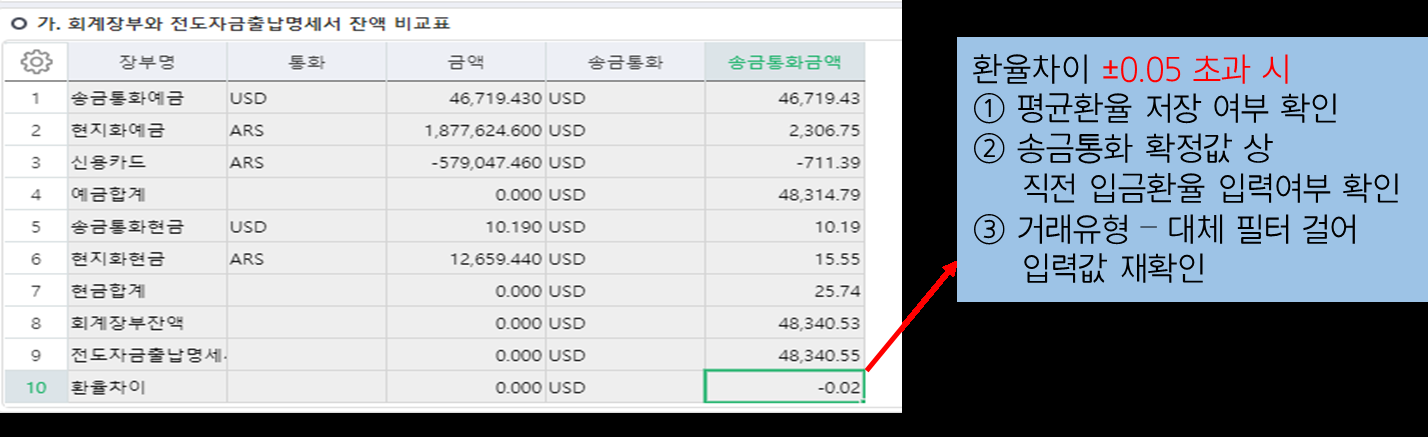 가. 회계장부와 전도자금출납명세서 잔액 비교표
장부명 통화 금액 송금통화 송금통화금액
1 송금통화예금 USD 46,719.430 USD 46,719.43
2 현지화예금 ARS 1,877,624.600 USD 2,306.75
3 신용카드 ARS -579,047.460 USD -711.39
4 예금합계 0.000 USD 48,314.79
5 송금통화현금 USD 10.190 USD 10.19
6 현지화현금 ARS 12,659.440 USD 15.55
7 현금합계 0.000 USD 25.74
8 회계장부잔액 0.000 USD 48,340.53
9 전도자금출납명세 0.000 USD 48,340.55
10 환율차이 0.000 USD -0.02
환율차이 ±0.05 초과 시
① 평균환율 저장 여부 확인
② 송금통화 확정값 상
직전 입금환율 입력여부 확인
③ 거래유형 – 대체 필터 걸어
입력값 재확인